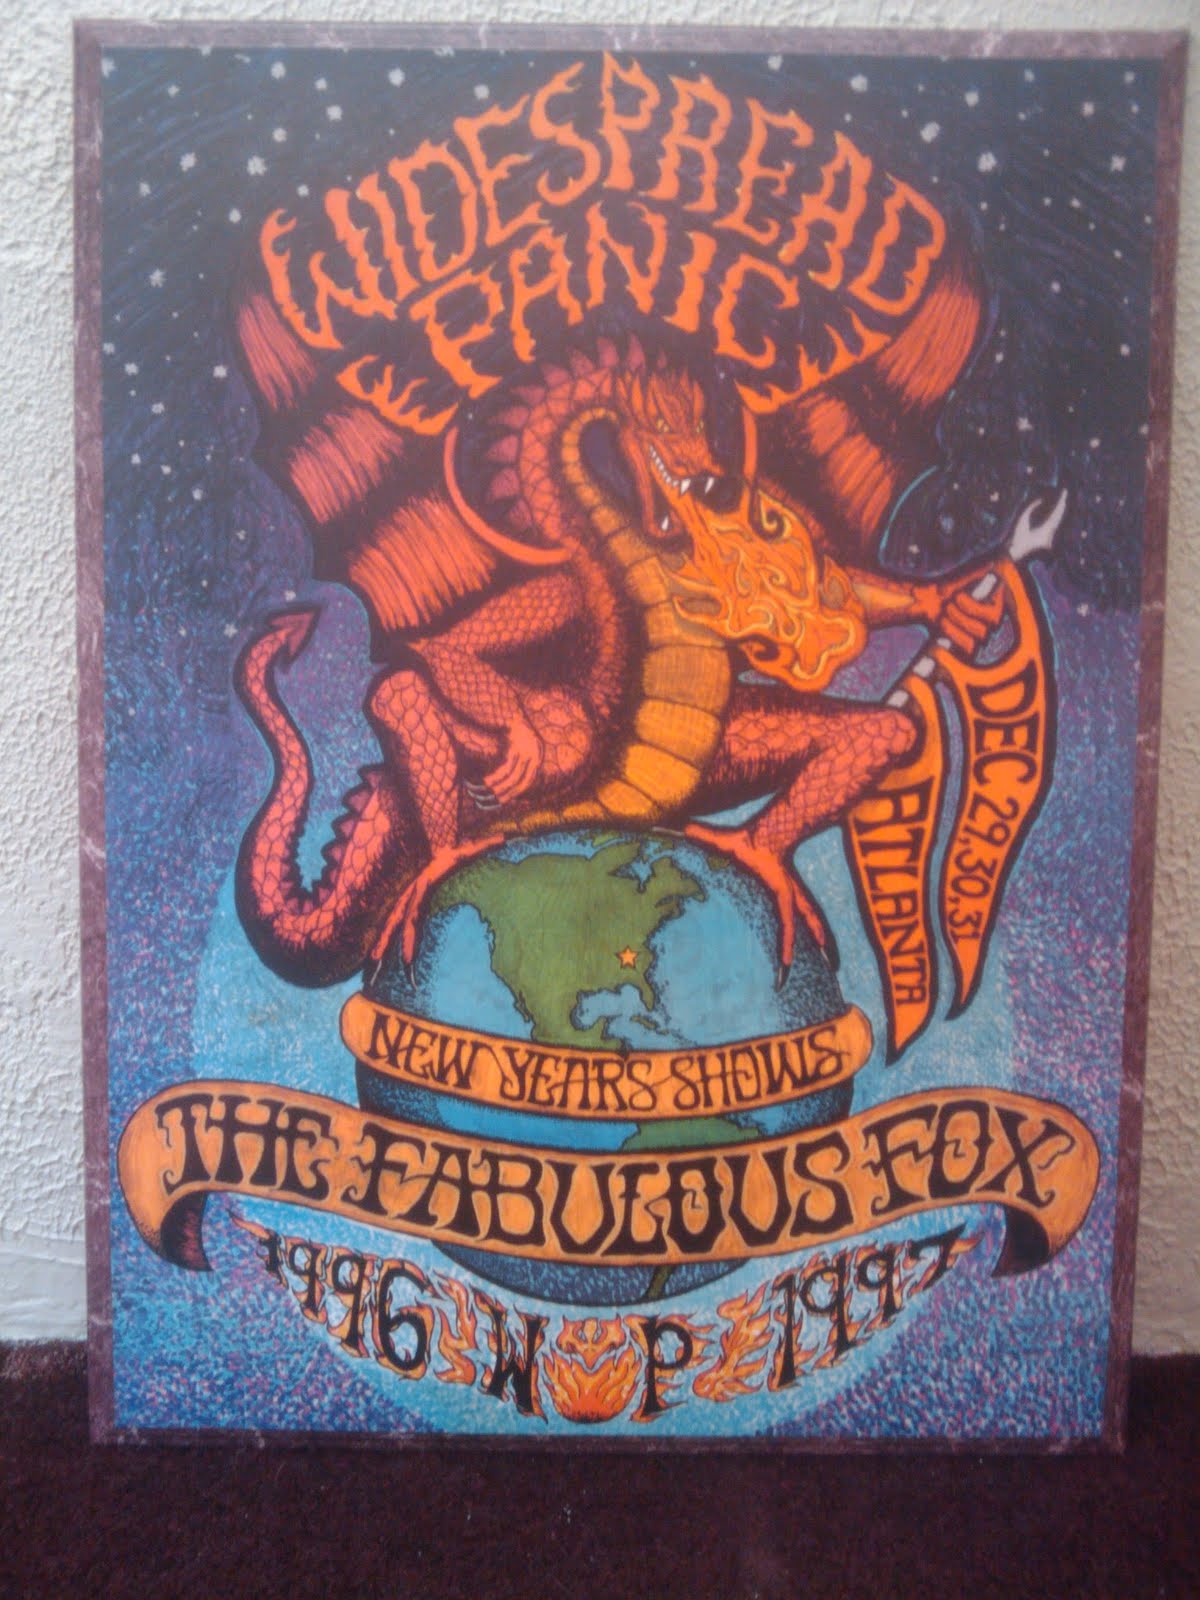 WIDESPREAD
PANIC
DEC 29,30,31
ATLANTA
NEW YEARS SHOWS
THE FABULOUS FOX
1996 W P 1997